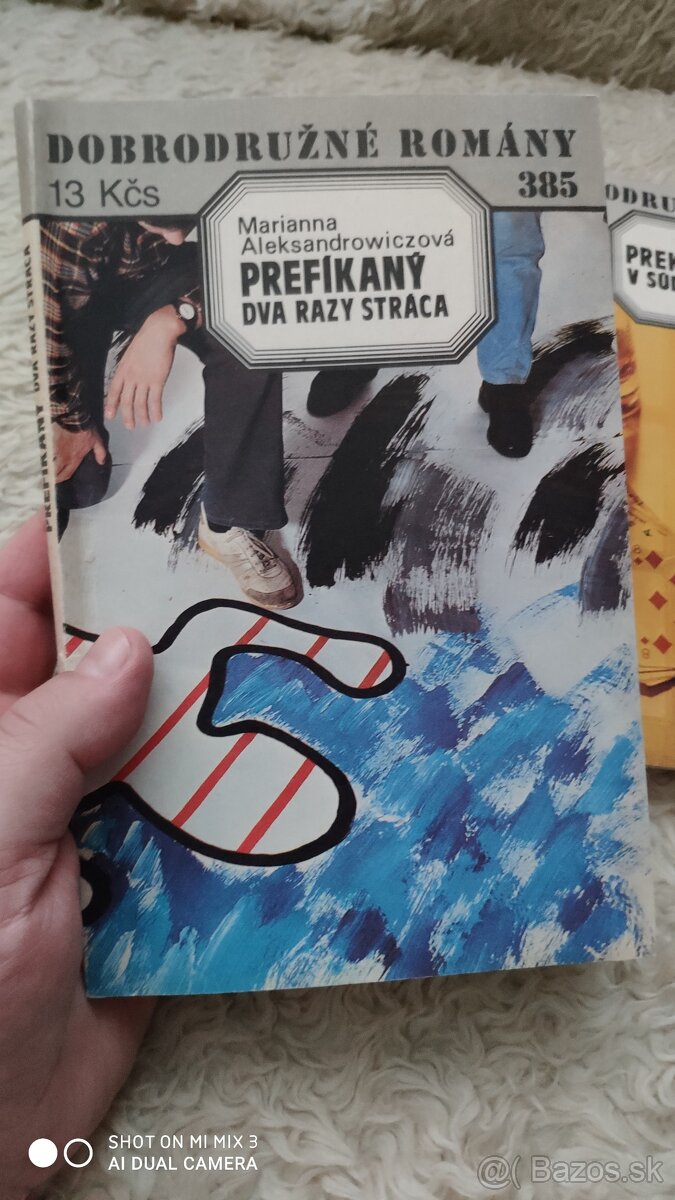 DOBRODRUŽNÉ ROMÁNY
13 Kčs
385
Marianna
Aleksandrowiczová
PREFÍKANÝ
DVA RAZY STRÁCA
PREFÍKANÝ DVA RAZY STRÁCA
ODRU
PREK
V SÚ
SHOT ON MI MIX 3
AI DUAL CAMERA
@( Bazos.sk